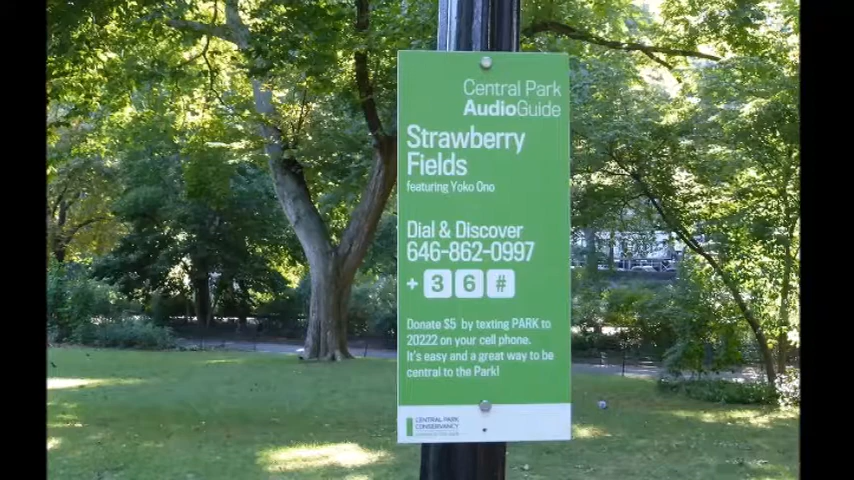 Central Park
AudioGuide
Strawberry
Fields
featuring Yoko Ono
Dial & Discover
646-862-0997
+ 3 6 #
Donate $5 by texting PARK to
20222 on your cell phone.
It's easy and a great way to be
central to the Park!
CENTRAL PARK
CONSERVANCY